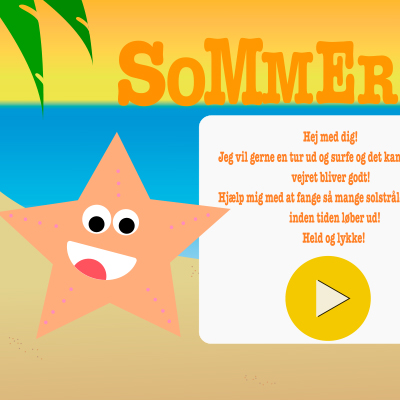 SOMMER
Hej med dig!
Jeg vil gerne en tur ud og surfe og det kan
vejret bliver godt!
Hjælp mig med at fange så mange solstrål
inden tiden løber ud!
Held og lykke!